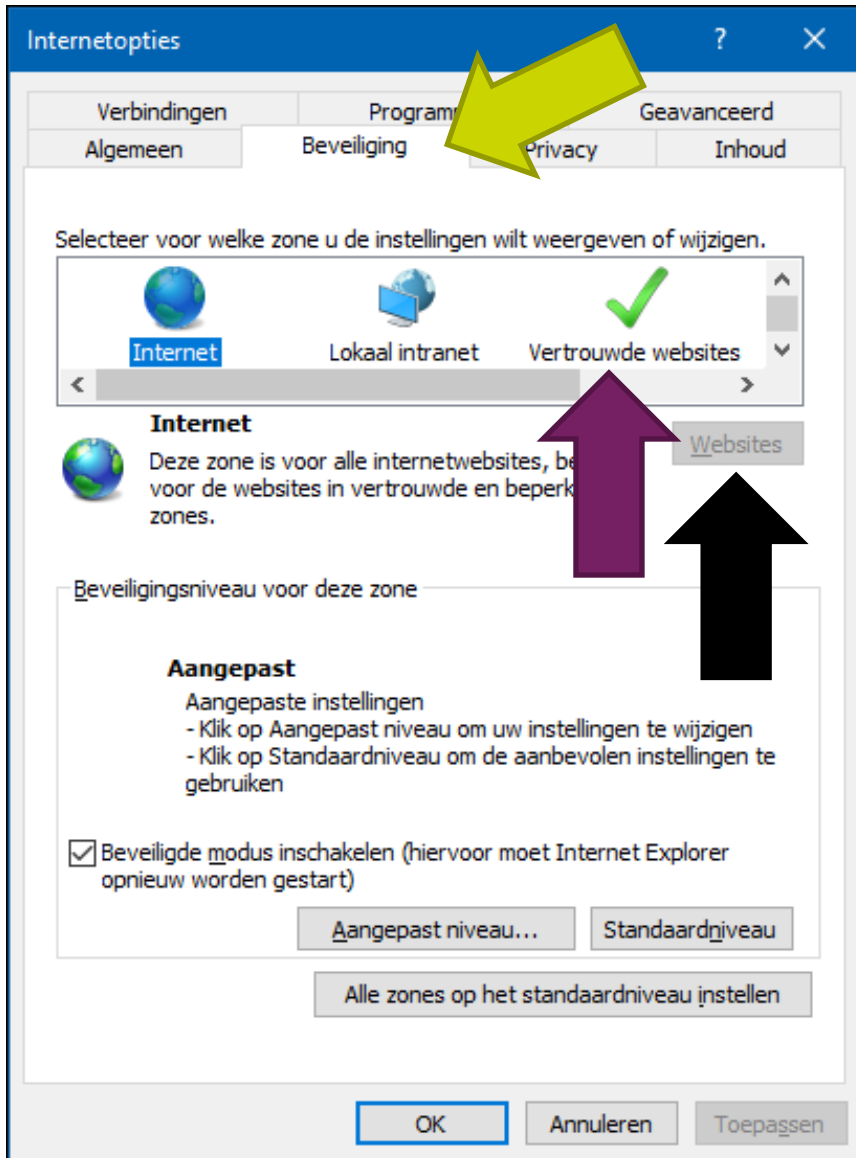 Internetopties
?
Verbindingen
Geavanceerd
Algemeen
Beveiliging
Privacy
Inhoud
Selecteer voor welke zone u de instellingen wilt weergeven of wijzigen.
Internet
Lokaal intranet
Vertrouwde websites
Internet
Websites
Deze zone is voor alle internetwebsites,
voor de websites in vertrouwde en
zones.
Beveiligingsniveau voor deze zone
Aangepast
Aangepaste instellingen
- Klik op Aangepast niveau om uw instellingen te wijzigen
- Klik op Standaardniveau om de aanbevolen instellingen te
gebruiken
Beveiligde modus inschakelen (hiervoor moet Internet Explorer
opnieuw worden gestart)
Aangepast niveau...
Standaardniveau
Alle zones op het standaardniveau instellen
OK
Annuleren
Toepassen